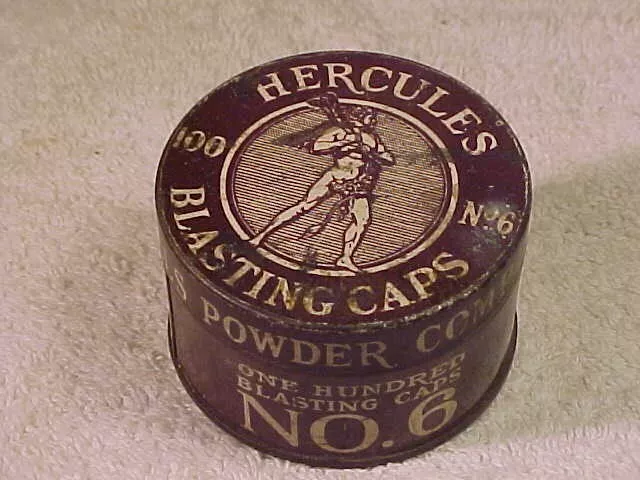 HERCULES
100
No 6
BLASTING CAPS
S POWDER COM
ONE HUNDRED
BLASTING CAPS
NO. 6